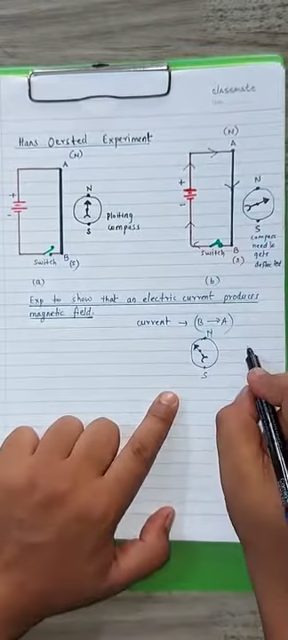 classmate
Hans Oersted Experiment
(N)
A
(N)
A
+
-
N
S
Plotting
compass
Switch
B
(S)
+
-
N
S
compass
needle
gets
deflected
Switch
B
(S)
(a)
(b)
Exp to show that an electric current produces
magnetic field.
current → (B → A)
N
S